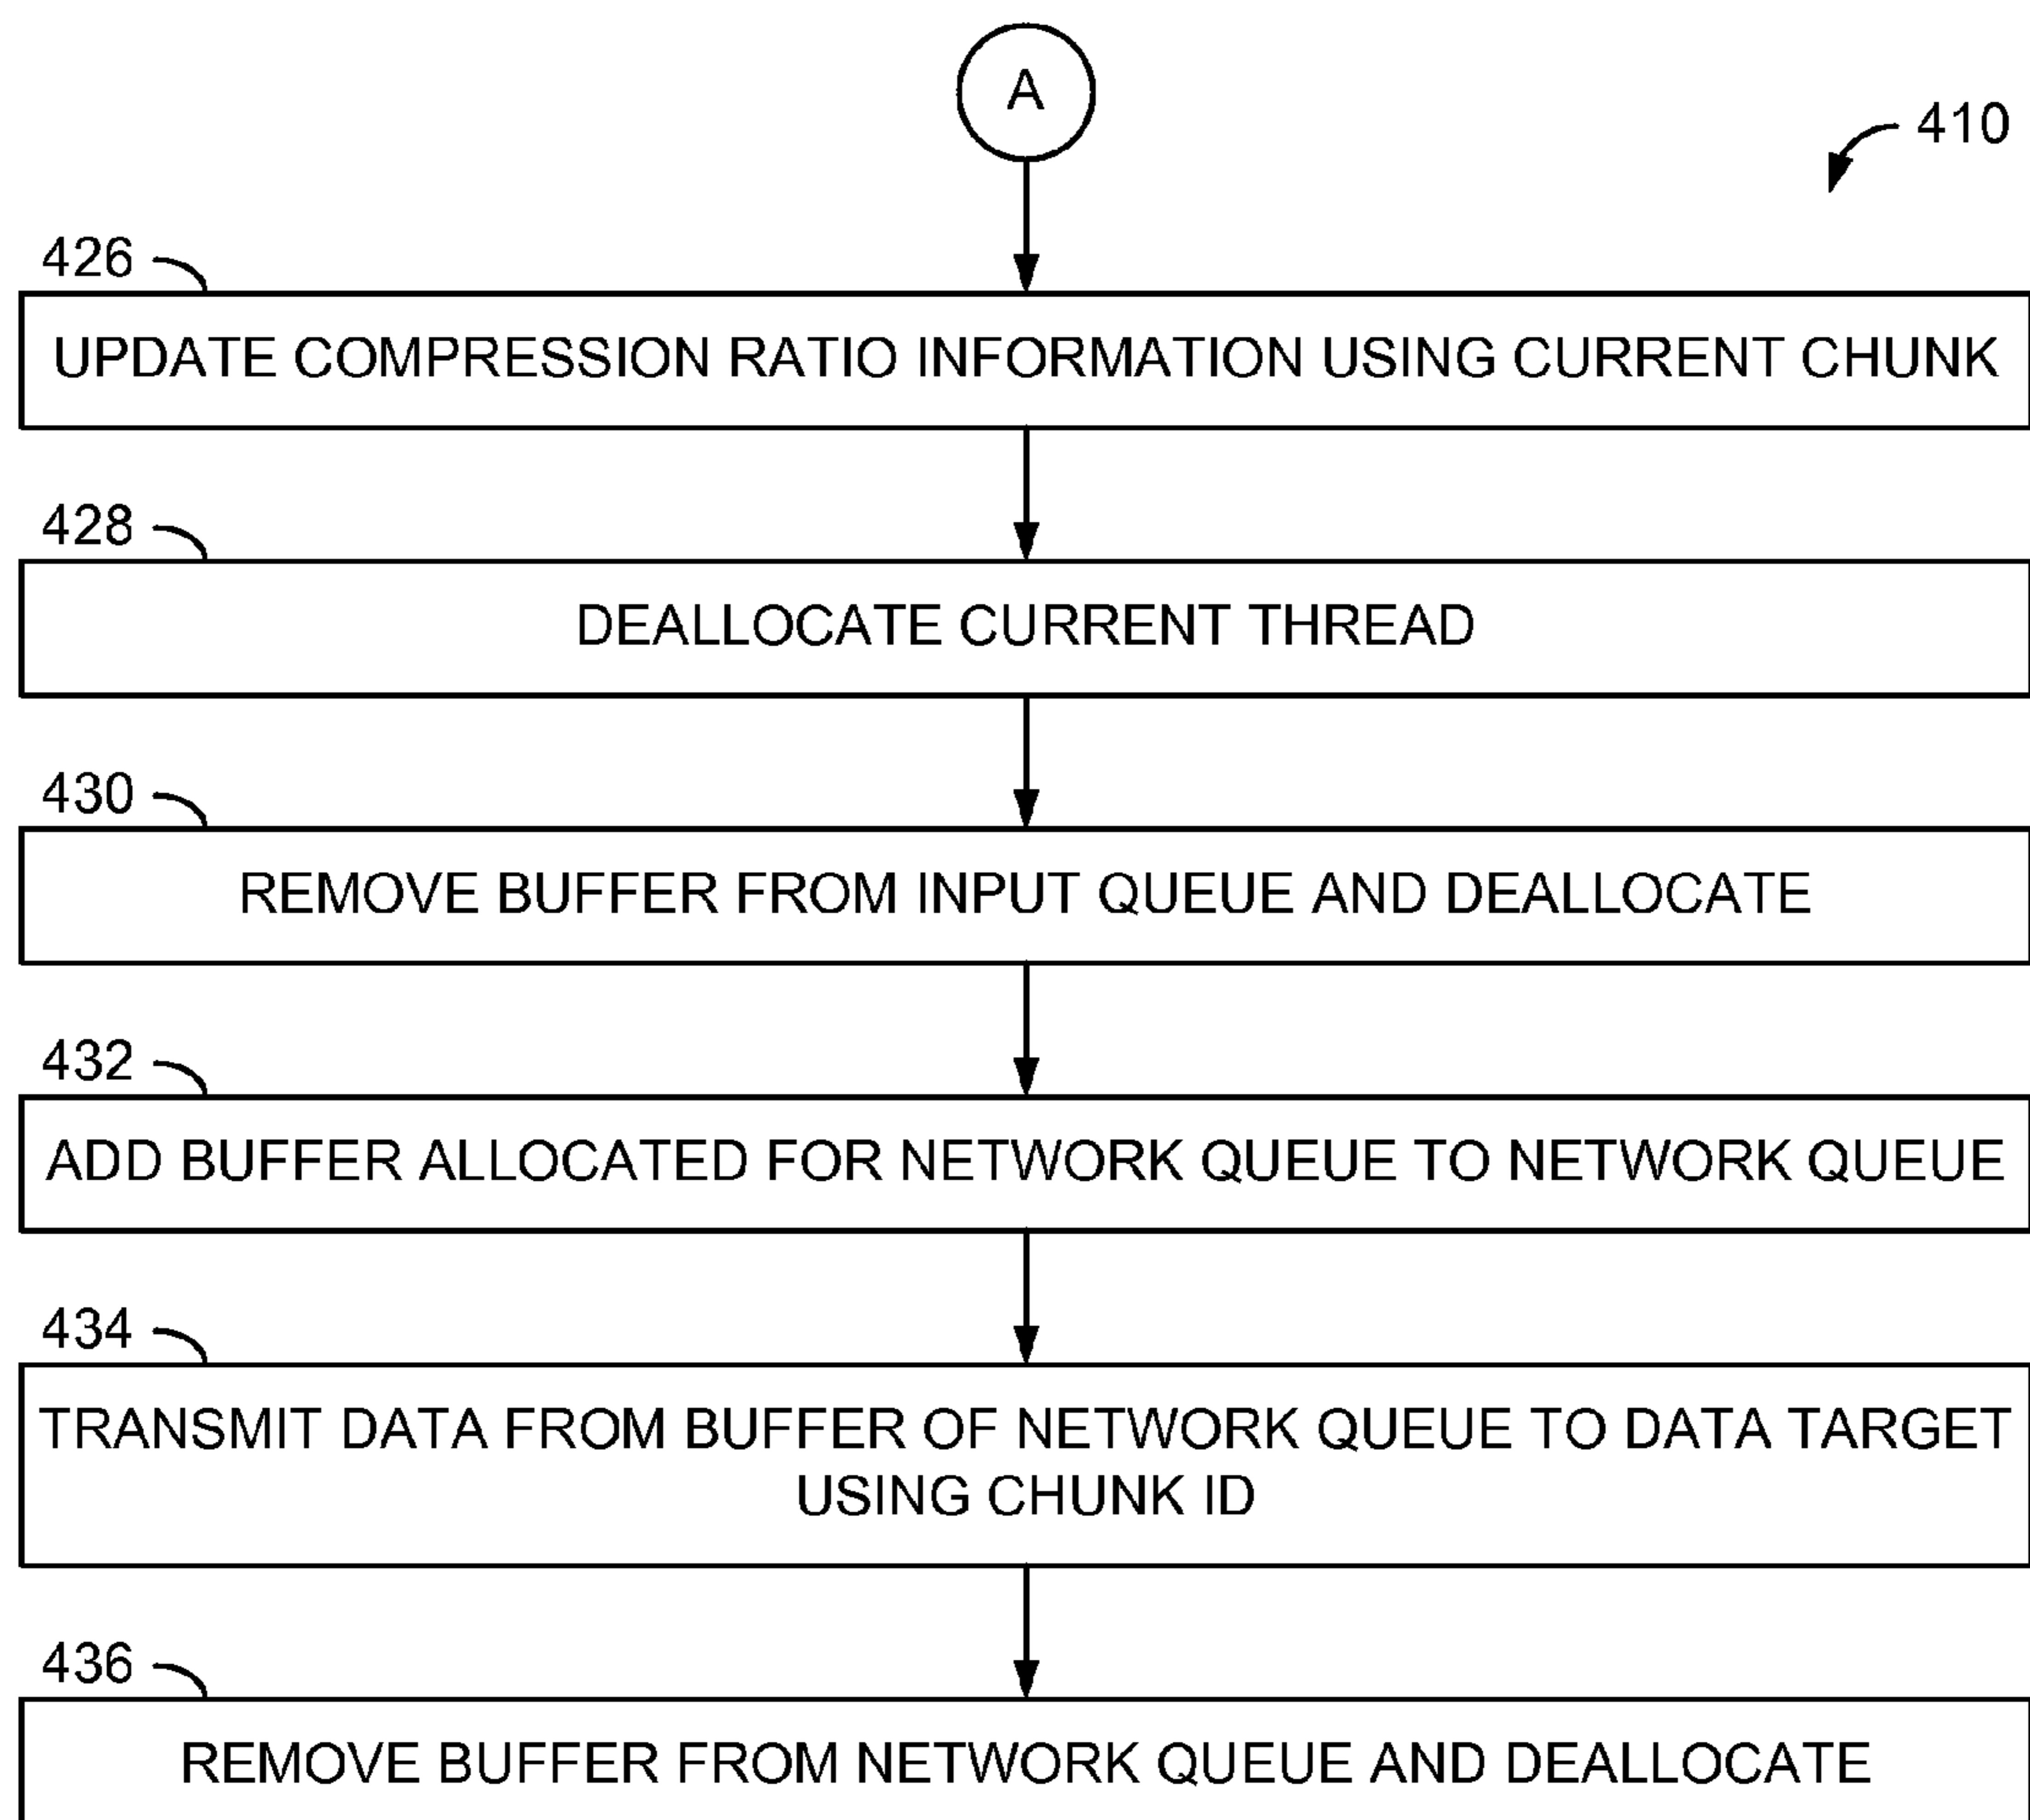 A
410
426
UPDATE COMPRESSION RATIO INFORMATION USING CURRENT CHUNK
428
DEALLOCATE CURRENT THREAD
430
REMOVE BUFFER FROM INPUT QUEUE AND DEALLOCATE
432
ADD BUFFER ALLOCATED FOR NETWORK QUEUE TO NETWORK QUEUE
434
TRANSMIT DATA FROM BUFFER OF NETWORK QUEUE TO DATA TARGET
USING CHUNK ID
436
REMOVE BUFFER FROM NETWORK QUEUE AND DEALLOCATE